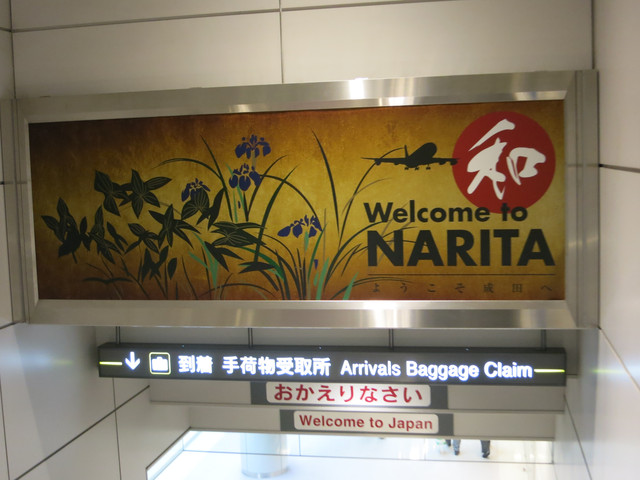 和
Welcome to
NARITA
ようこそ成田へ
到着 手荷物受取所 Arrivals Baggage Claim
おかえりなさい
Welcome to Japan